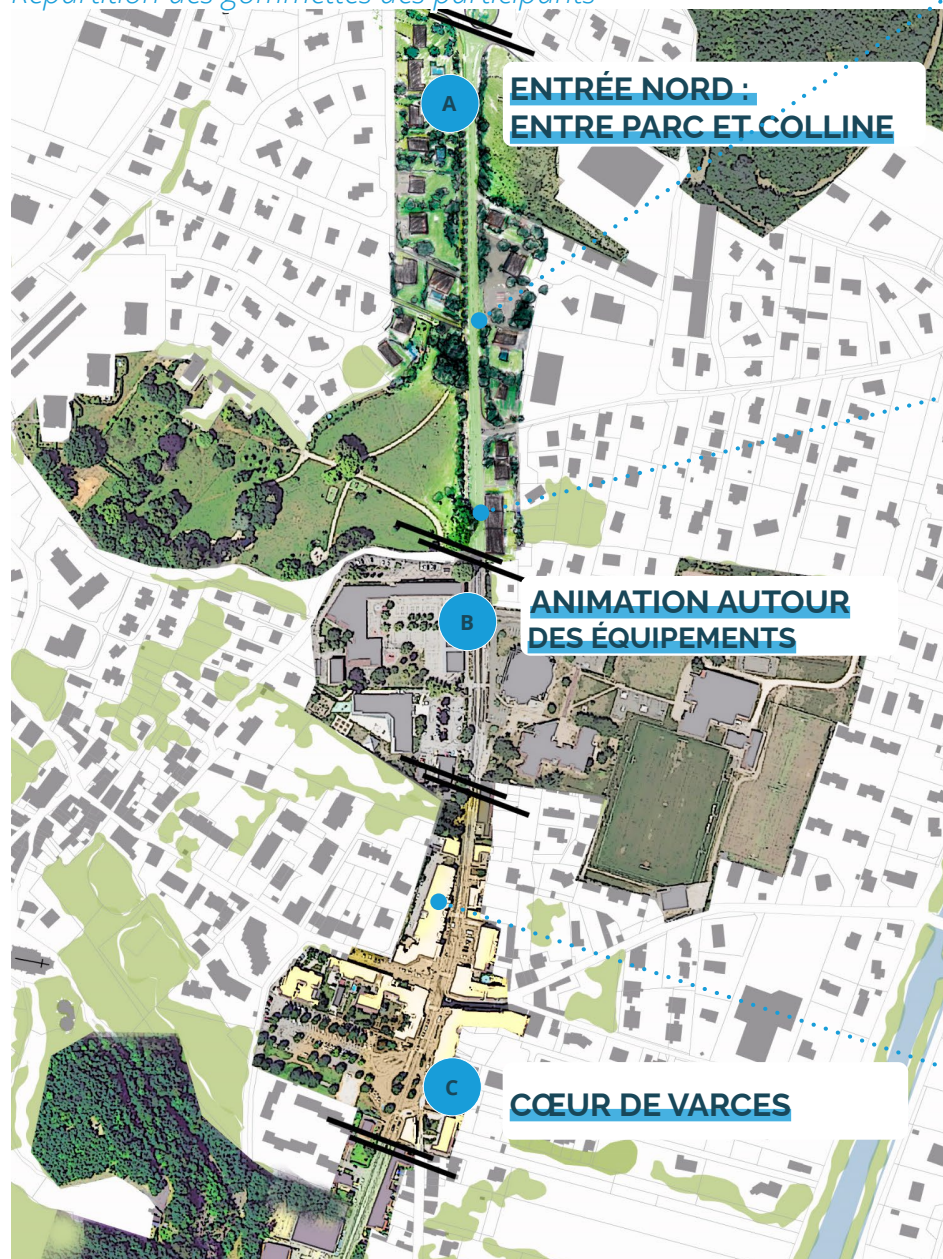 Répartition des gommettes des participants
A
ENTRÉE NORD :
ENTRE PARC ET COLLINE
B
ANIMATION AUTOUR
DES ÉQUIPEMENTS
C
CŒUR DE VARCES